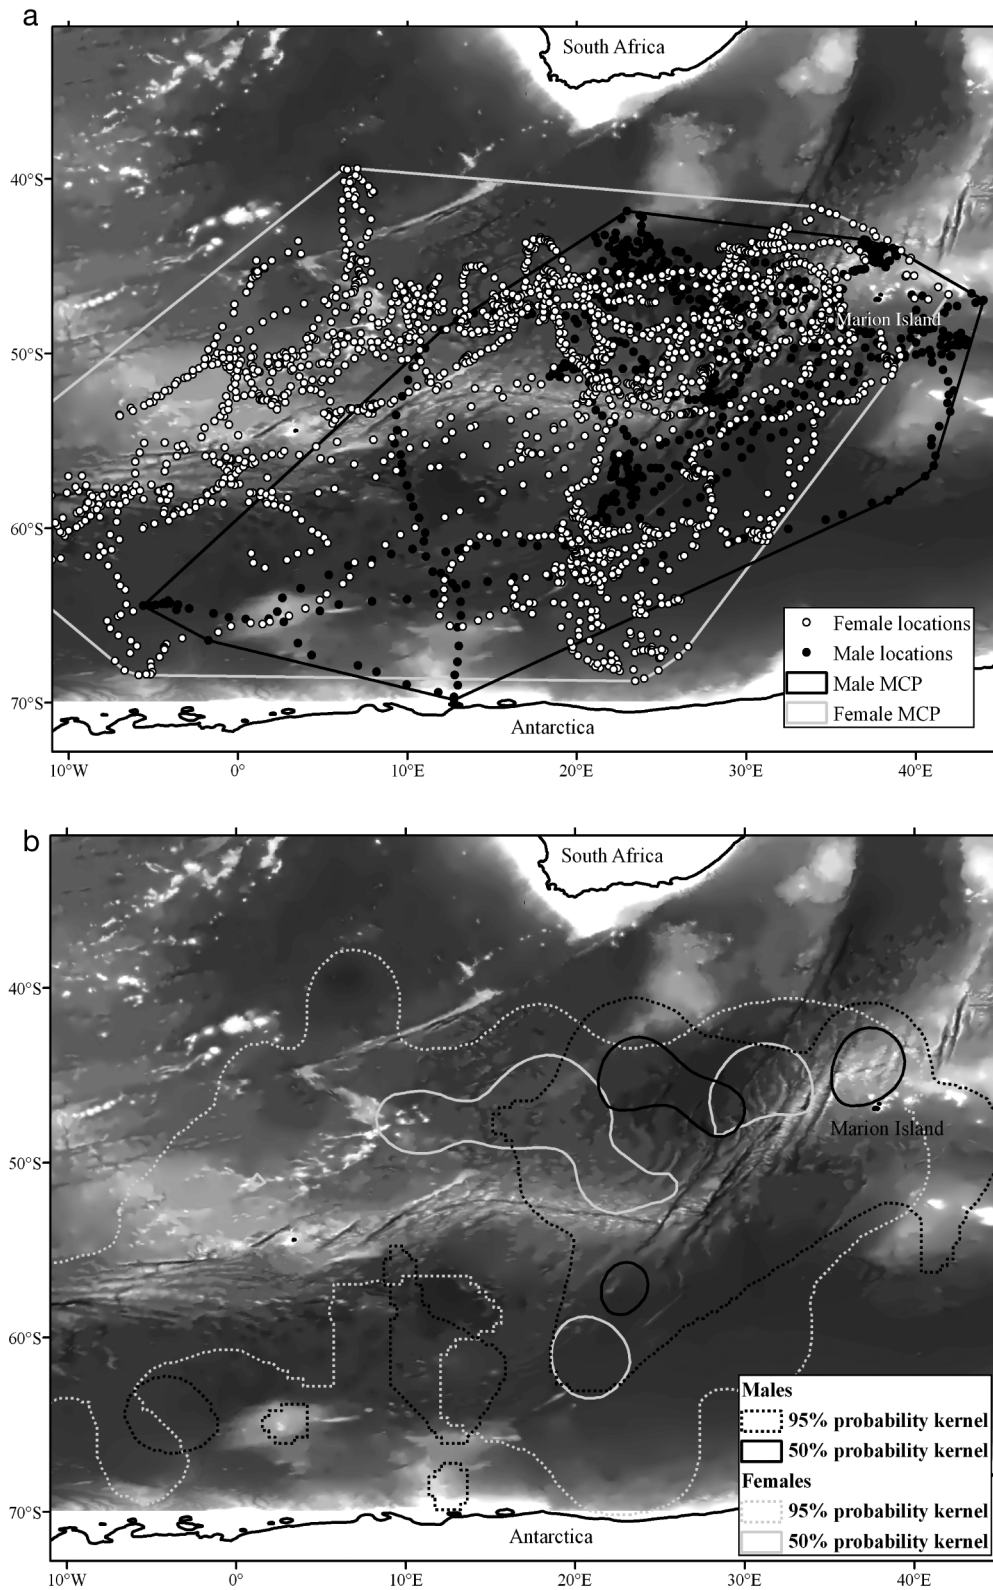 a
South Africa
40°S
Marion Island
50°S
60°S
Female locations
Male locations
Male MCP
Female MCP
70°S
Antarctica
10°W
0°
10°E
20°E
30°E
40°E
b
South Africa
40°S
Marion Island
50°S
60°S
Males
95% probability kernel
50% probability kernel
Females
95% probability kernel
50% probability kernel
70°S
Antarctica
10°W
0°
10°E
20°E
30°E
40°E